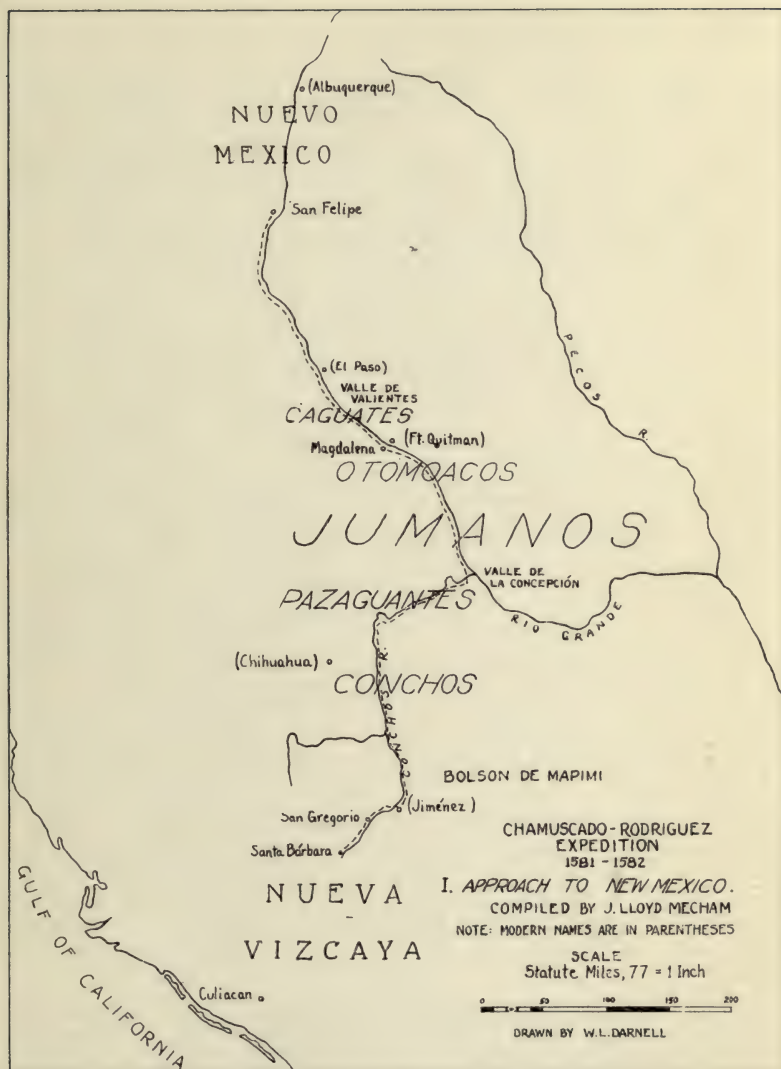 (Albuquerque)
NUEVO
MEXICO
San Felipe
PECOS R.
(El Paso)
VALLE DE
VALIENTES
CAGUATES
(Ft. Quitman)
Magdalena
OTOMOACOS
JUMANOS
VALLE DE
LA CONCEPCIÓN
PAZAGUANTES
RIO GRANDE
(Chihuahua)
CONCHOS
R. CONCHOS
BOLSON DE MAPIMI
(Jiménez)
San Gregorio
Santa Bárbara
NUEVA
VIZCAYA
GULF OF CALIFORNIA
Culiacan
CHAMUSCADO-RODRIGUEZ
EXPEDITION
1581-1582
I. APPROACH TO NEW MEXICO.
COMPILED BY J. LLOYD MECHAM
NOTE: MODERN NAMES ARE IN PARENTHESES
SCALE
Statute Miles, 77 = 1 Inch
0 50 100 150 200
DRAWN BY W.L. DARNELL